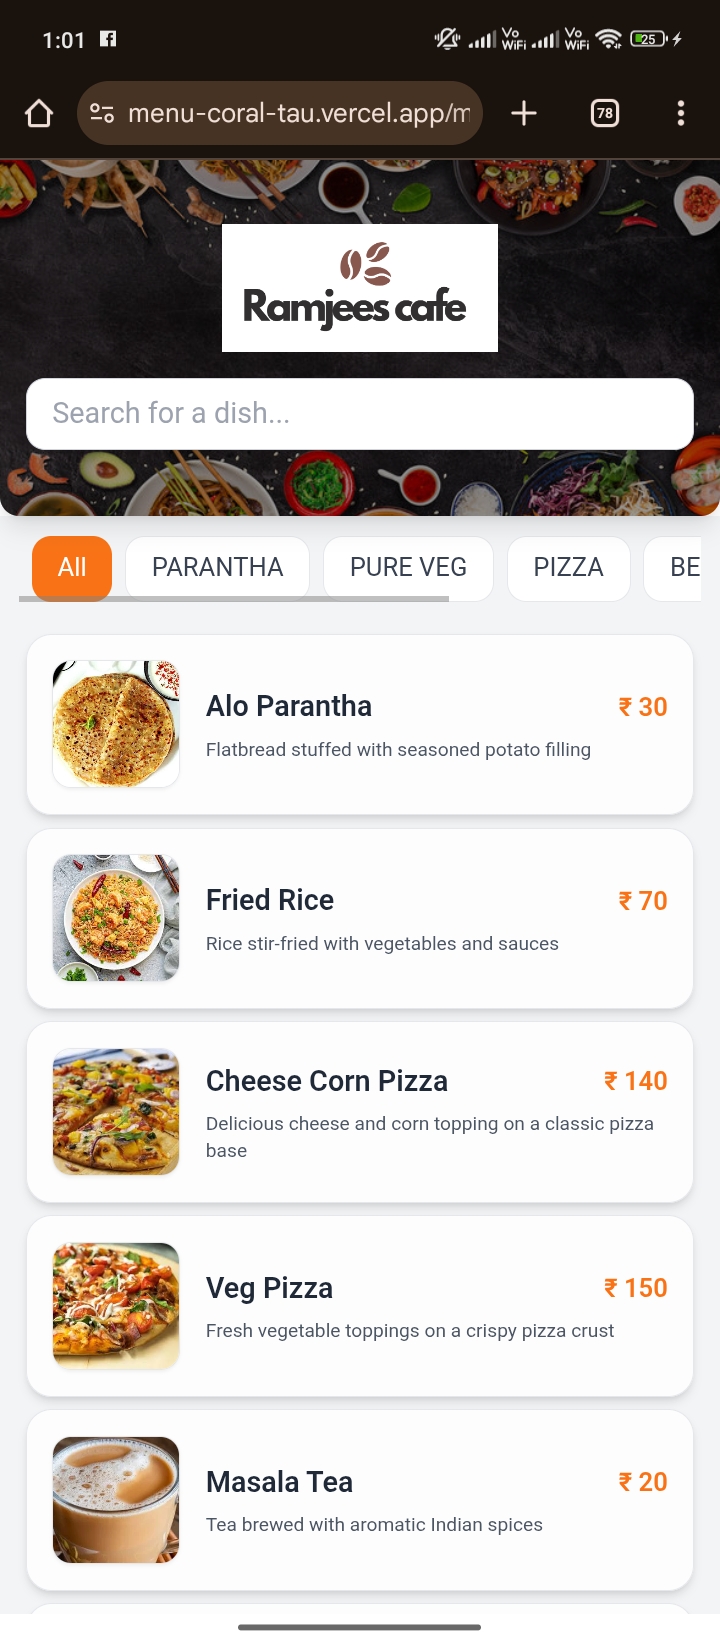 1:01
Vo
WiFi
Vo
WiFi
25
menu-coral-tau.vercel.app/m
78
Ramjees cafe
Search for a dish...
All
PARANTHA
PURE VEG
PIZZA
BE
Alo Parantha
₹ 30
Flatbread stuffed with seasoned potato filling
Fried Rice
₹ 70
Rice stir-fried with vegetables and sauces
Cheese Corn Pizza
₹ 140
Delicious cheese and corn topping on a classic pizza
base
Veg Pizza
₹ 150
Fresh vegetable toppings on a crispy pizza crust
Masala Tea
₹ 20
Tea brewed with aromatic Indian spices